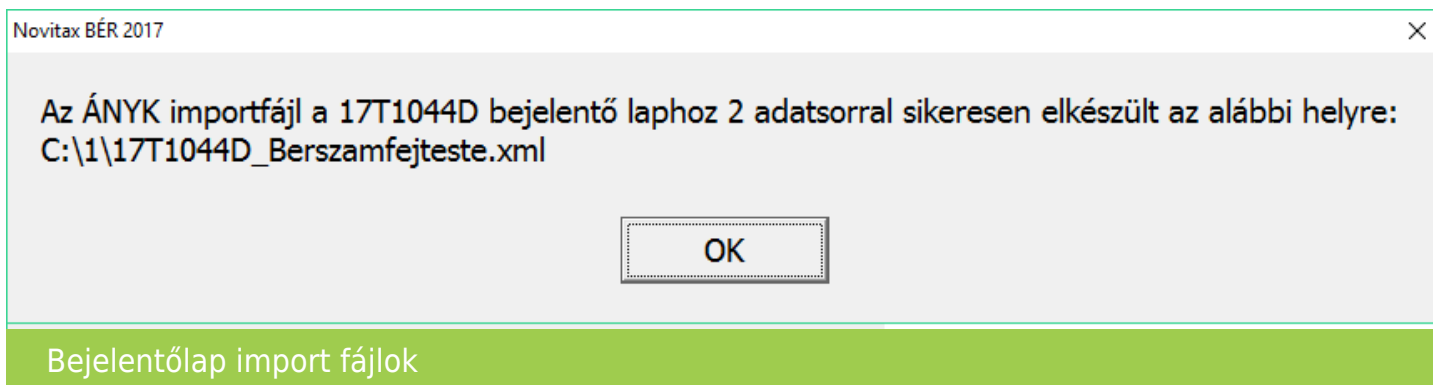 Novitax BÉR 2017
Az ÁNYK importfájl a 17T1044D bejelentő laphoz 2 adatsorral sikeresen elkészült az alábbi helyre:
C:\1\17T1044D_Berszamfejteste.xml
OK
Bejelentőlap import fájlok